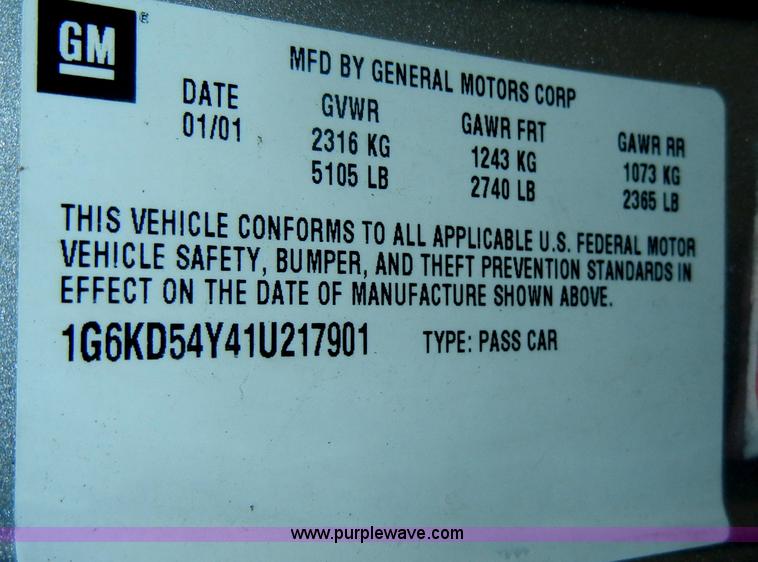 GM®
MFD BY GENERAL MOTORS CORP
DATE GVWR GAWR FRT GAWR RR
01/01 2316 KG 1243 KG 1073 KG
5105 LB 2740 LB 2365 LB
THIS VEHICLE CONFORMS TO ALL APPLICABLE U.S. FEDERAL MOTOR
VEHICLE SAFETY, BUMPER, AND THEFT PREVENTION STANDARDS IN
EFFECT ON THE DATE OF MANUFACTURE SHOWN ABOVE.
1G6KD54Y41U217901 TYPE: PASS CAR
www.purplewave.com